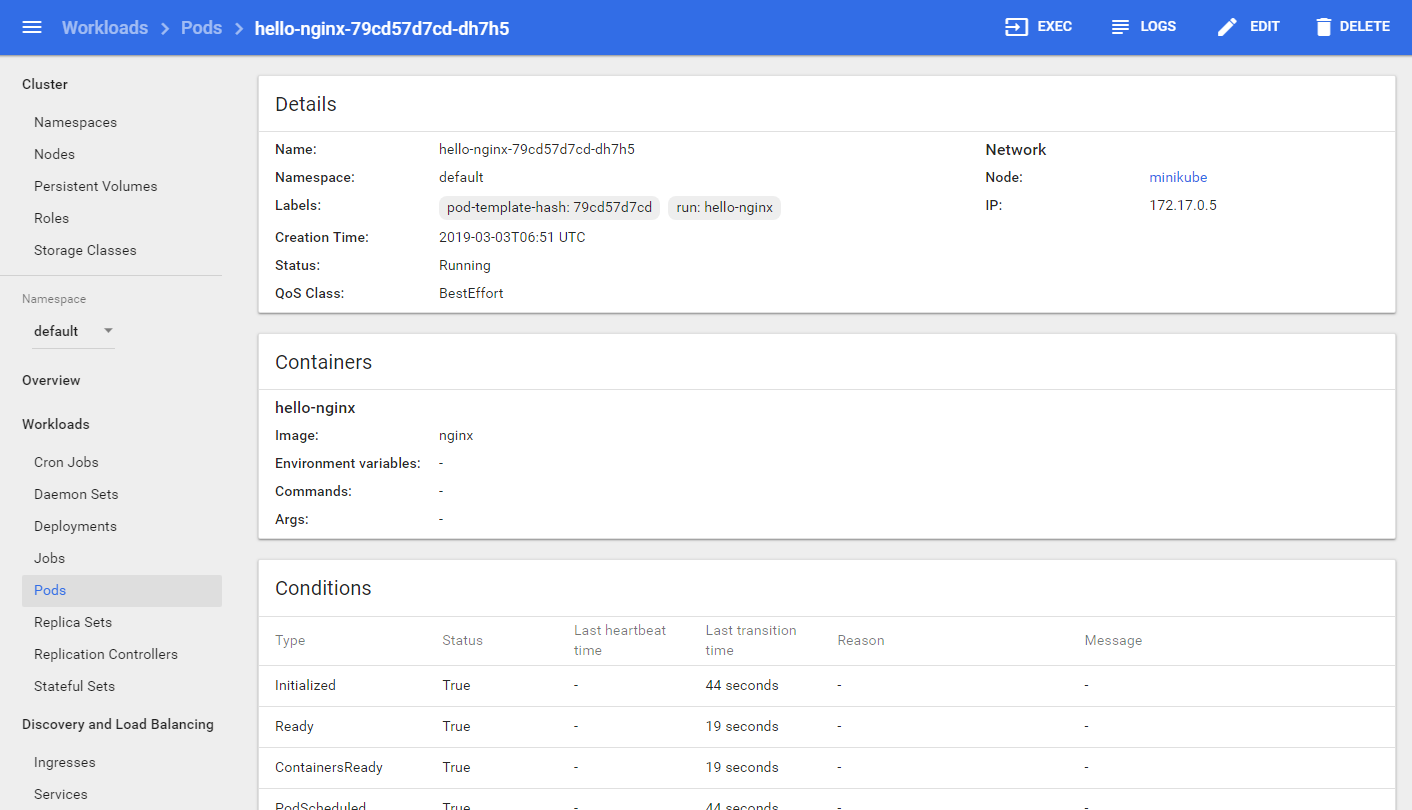 Workloads > Pods > hello-nginx-79cd57d7cd-dh7h5 EXEC LOGS EDIT DELETE
Cluster
Namespaces
Nodes
Persistent Volumes
Roles
Storage Classes
Namespace
default
Overview
Workloads
Cron Jobs
Daemon Sets
Deployments
Jobs
Pods
Replica Sets
Replication Controllers
Stateful Sets
Discovery and Load Balancing
Ingresses
Services
Details
Name: hello-nginx-79cd57d7cd-dh7h5
Namespace: default
Labels: pod-template-hash: 79cd57d7cd run: hello-nginx
Creation Time: 2019-03-03T06:51 UTC
Status: Running
QoS Class: BestEffort
Network
Node: minikube
IP: 172.17.0.5
Containers
hello-nginx
Image: nginx
Environment variables: -
Commands: -
Args: -
Conditions
Type Status Last heartbeat time Last transition time Reason Message
Initialized True - 44 seconds - -
Ready True - 19 seconds - -
ContainersReady True - 19 seconds - -
PodScheduled True - 44 seconds - -